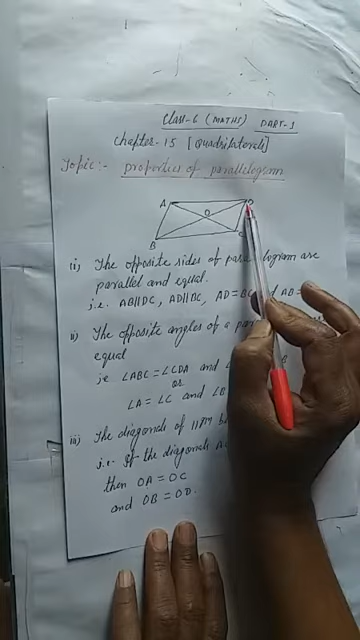 Class-6 (MATHS) PART-1
Chapter-15 [Quadrilaterals]
Topic:- properties of parallelogram
A D
O
B C
(i) The opposite sides of parallelogram are
parallel and equal.
i.e. AB||DC, AD||BC, AD = BC and AB =
ii) The opposite angles of a
equal
i.e ∠ABC = ∠CDA and
or
∠A = ∠C and ∠B
iii) The diagonals of ||gm
i.e- If the diagonals
then OA = OC
and OB = OD.